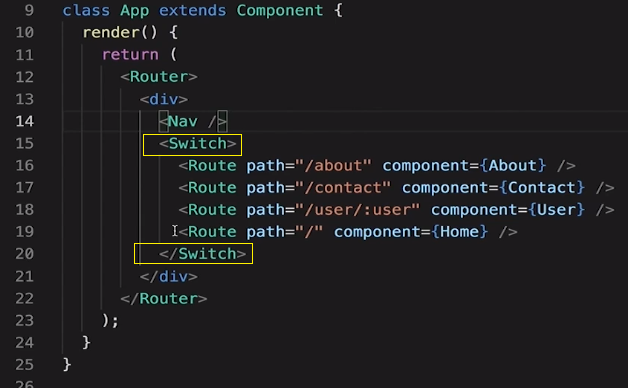 9 class App extends Component {
10 render() {
11 return (
12 <Router>
13 <div>
14 <Nav />
15 <Switch>
16 <Route path="/about" component={About} />
17 <Route path="/contact" component={Contact} />
18 <Route path="/user/:user" component={User} />
19 <Route path="/" component={Home} />
20 </Switch>
21 </div>
22 </Router>
23 );
24 }
25 }
26